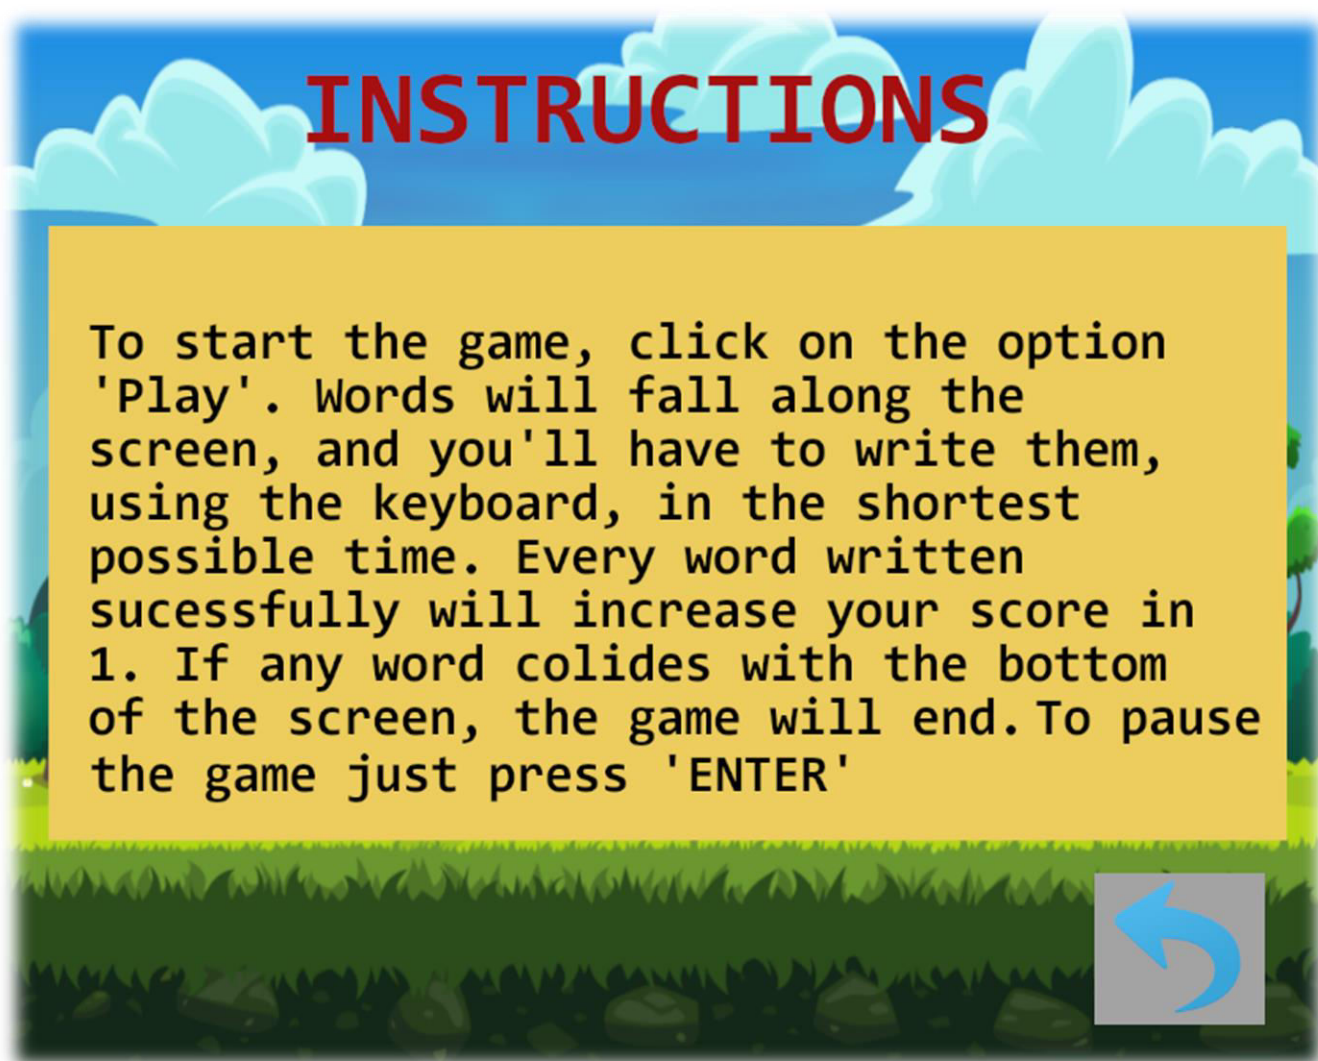 INSTRUCTIONS
To start the game, click on the option
'Play'. Words will fall along the
screen, and you'll have to write them,
using the keyboard, in the shortest
possible time. Every word written
sucessfully will increase your score in
1. If any word colides with the bottom
of the screen, the game will end. To pause
the game just press 'ENTER'